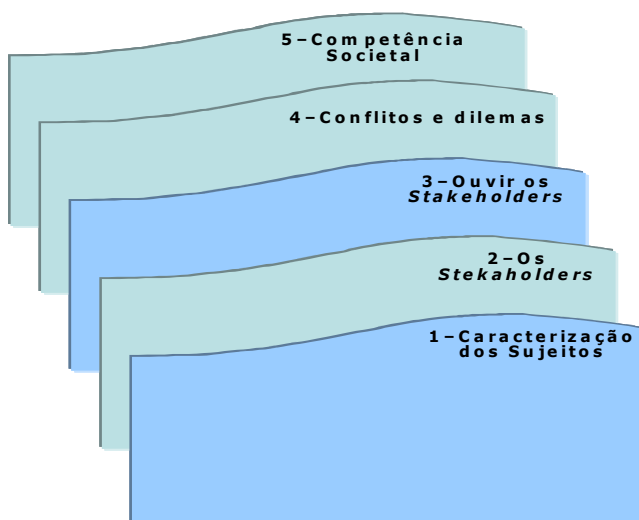 5-Competência
Societal
4-Conflitos e dilemas
3-Ouvir os
Stakeholders
2-Os
Stekaholders
1-Caracterização
dos Sujeitos